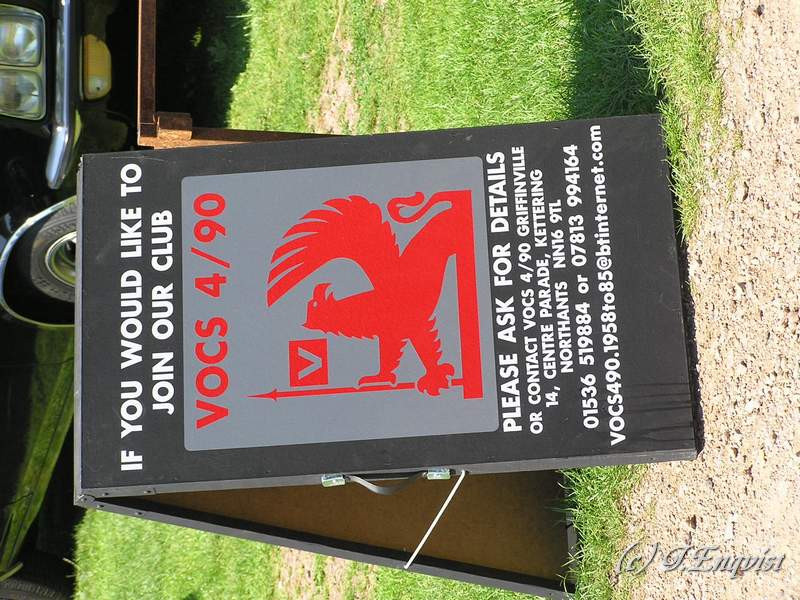 IF YOU WOULD LIKE TO
JOIN OUR CLUB
VOCS 4/90
V
PLEASE ASK FOR DETAILS
OR CONTACT VOCS 4/90 GRIFFINVILLE
14, CENTRE PARADE, KETTERING
NORTHANTS NN16 9TL
01536 519884 or 07813 994164
VOCS490.1958to85@btinternet.com
(c) T.Enqvist